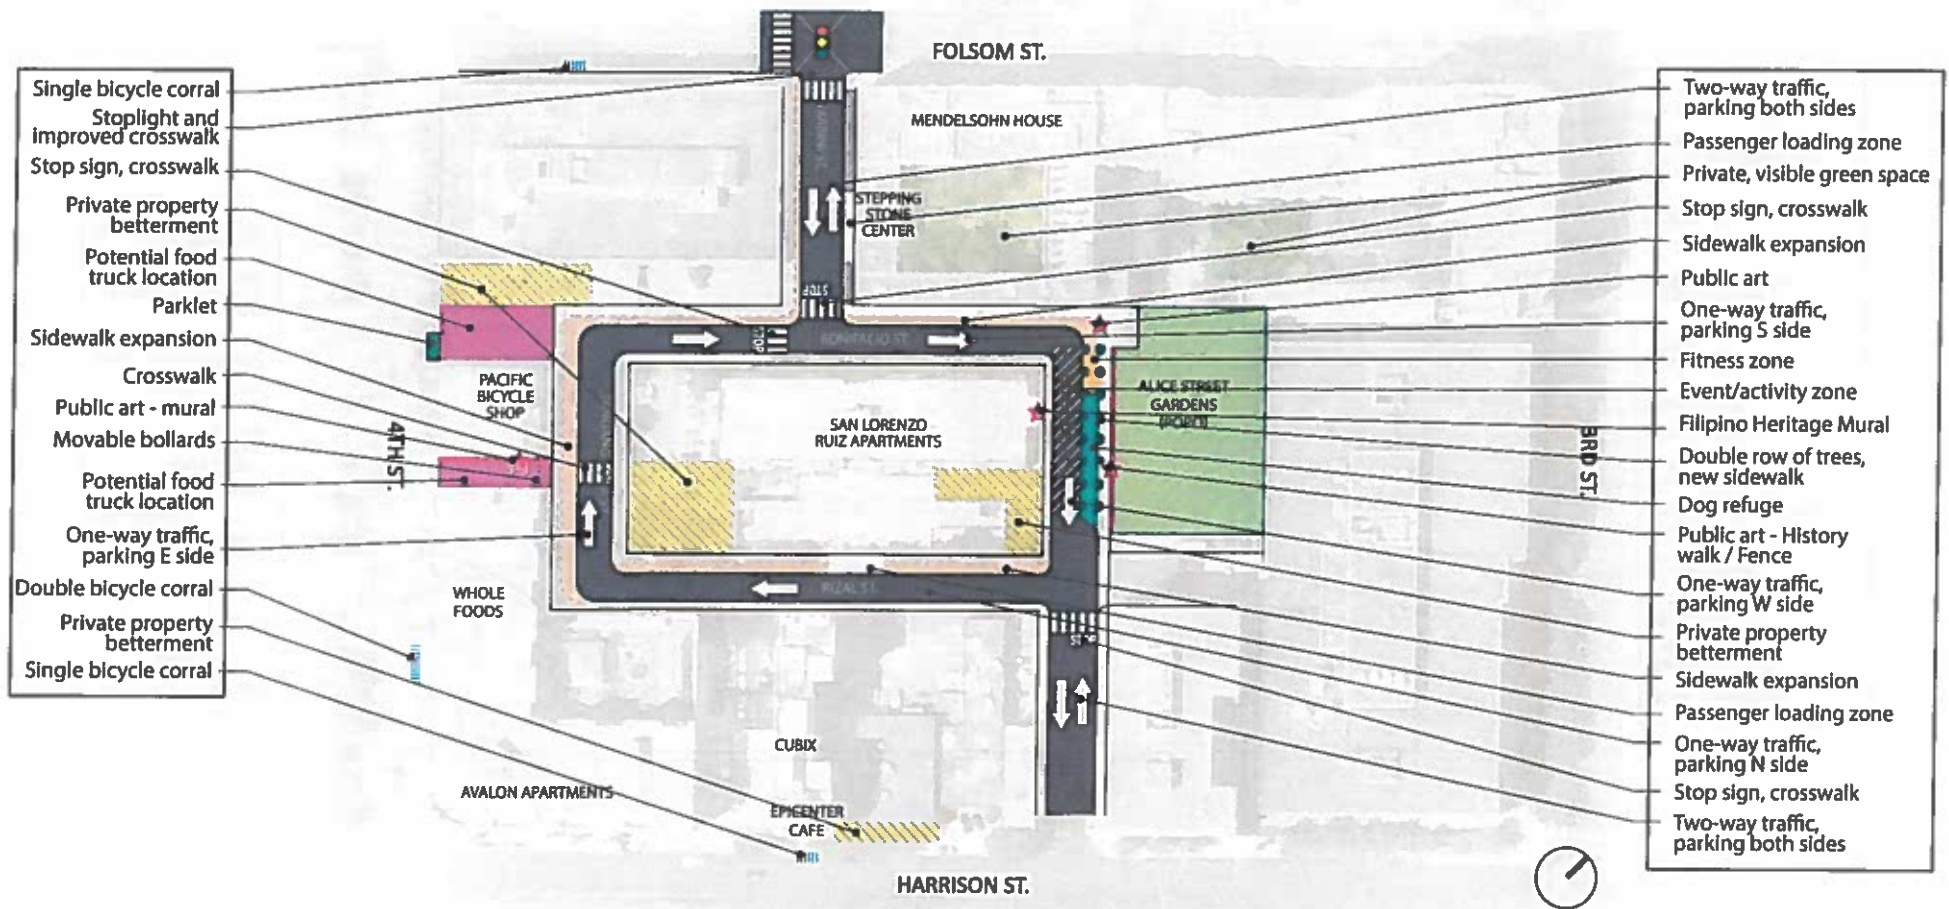 FOLSOM ST.
Single bicycle corral
Stoplight and
improved crosswalk
Stop sign, crosswalk
Private property
betterment
Potential food
truck location
Parklet
Sidewalk expansion
Crosswalk
Public art - mural
Movable bollards
Potential food
truck location
One-way traffic,
parking E side
Double bicycle corral
Private property
betterment
Single bicycle corral
MENDELSOHN HOUSE
STEPPING
STONE
CENTER
STOP
STOP
BONIFACIO ST.
PACIFIC
BICYCLE
SHOP
4TH ST.
SAN LORENZO
RUIZ APARTMENTS
ALICE STREET
GARDENS
3RD ST.
RIZAL ST.
WHOLE
FOODS
CUBIX
AVALON APARTMENTS
EPICENTER
CAFE
HARRISON ST.
Two-way traffic,
parking both sides
Passenger loading zone
Private, visible green space
Stop sign, crosswalk
Sidewalk expansion
Public art
One-way traffic,
parking S side
Fitness zone
Event/activity zone
Filipino Heritage Mural
Double row of trees,
new sidewalk
Dog refuge
Public art - History
walk / Fence
One-way traffic,
parking W side
Private property
betterment
Sidewalk expansion
Passenger loading zone
One-way traffic,
parking N side
Stop sign, crosswalk
Two-way traffic,
parking both sides